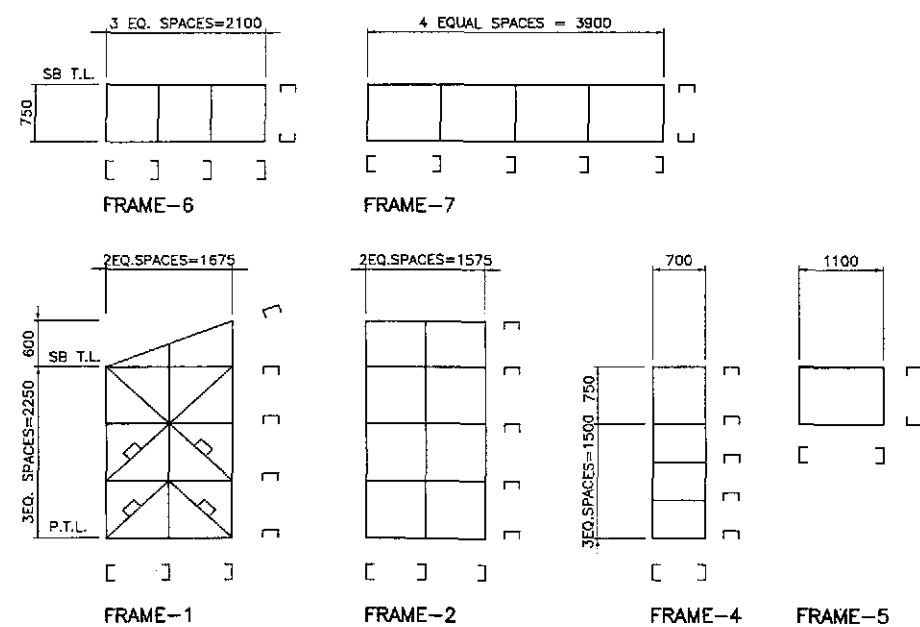 3 EQ. SPACES=2100
4 EQUAL SPACES = 3900
SB T.L.
750
FRAME-6
FRAME-7
2EQ.SPACES=1675
2EQ.SPACES=1575
700
1100
600
SB T.L.
3EQ. SPACES=2250
P.T.L.
750
3EQ.SPACES=1500
FRAME-1
FRAME-2
FRAME-4
FRAME-5